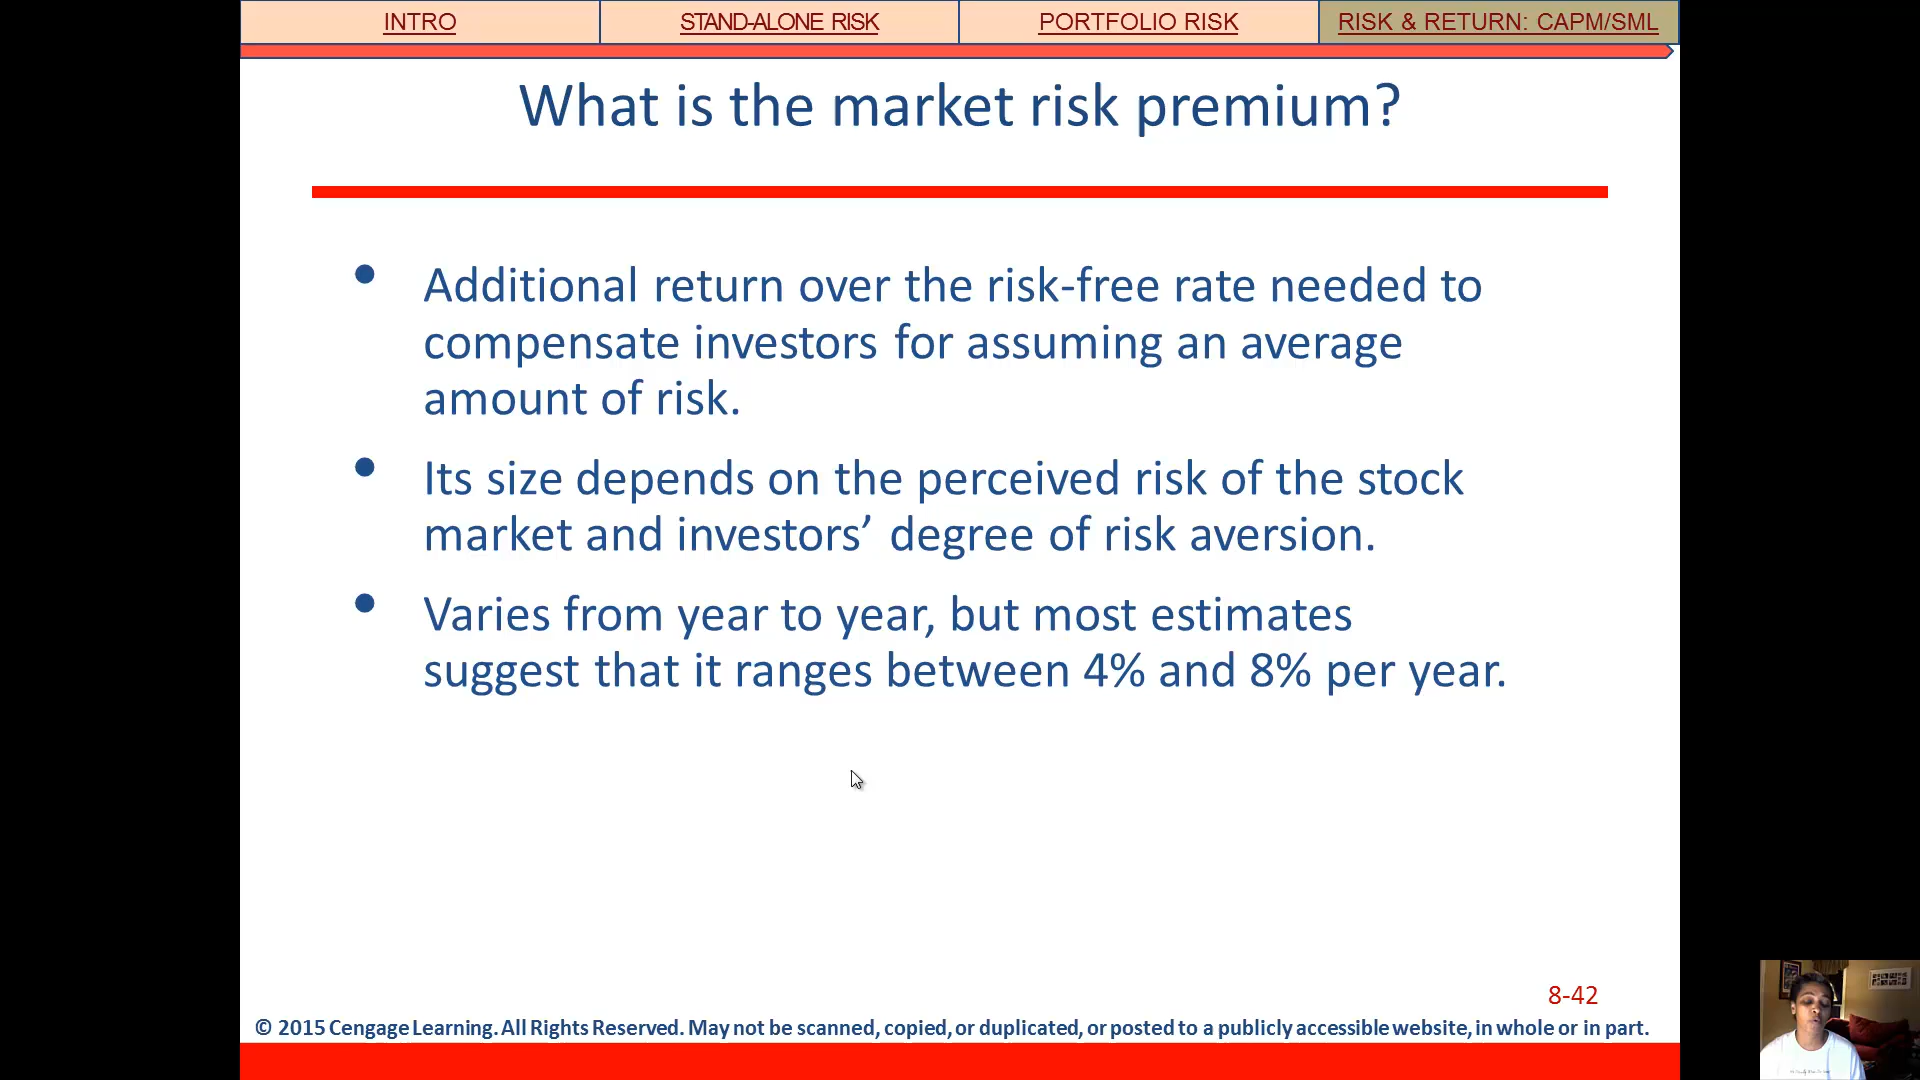 INTRO
STAND-ALONE RISK
PORTFOLIO RISK
RISK & RETURN: CAPM/SML
What is the market risk premium?
• Additional return over the risk-free rate needed to
compensate investors for assuming an average
amount of risk.
• Its size depends on the perceived risk of the stock
market and investors’ degree of risk aversion.
• Varies from year to year, but most estimates
suggest that it ranges between 4% and 8% per year.
8-42
© 2015 Cengage Learning. All Rights Reserved. May not be scanned, copied, or duplicated, or posted to a publicly accessible website, in whole or in part.